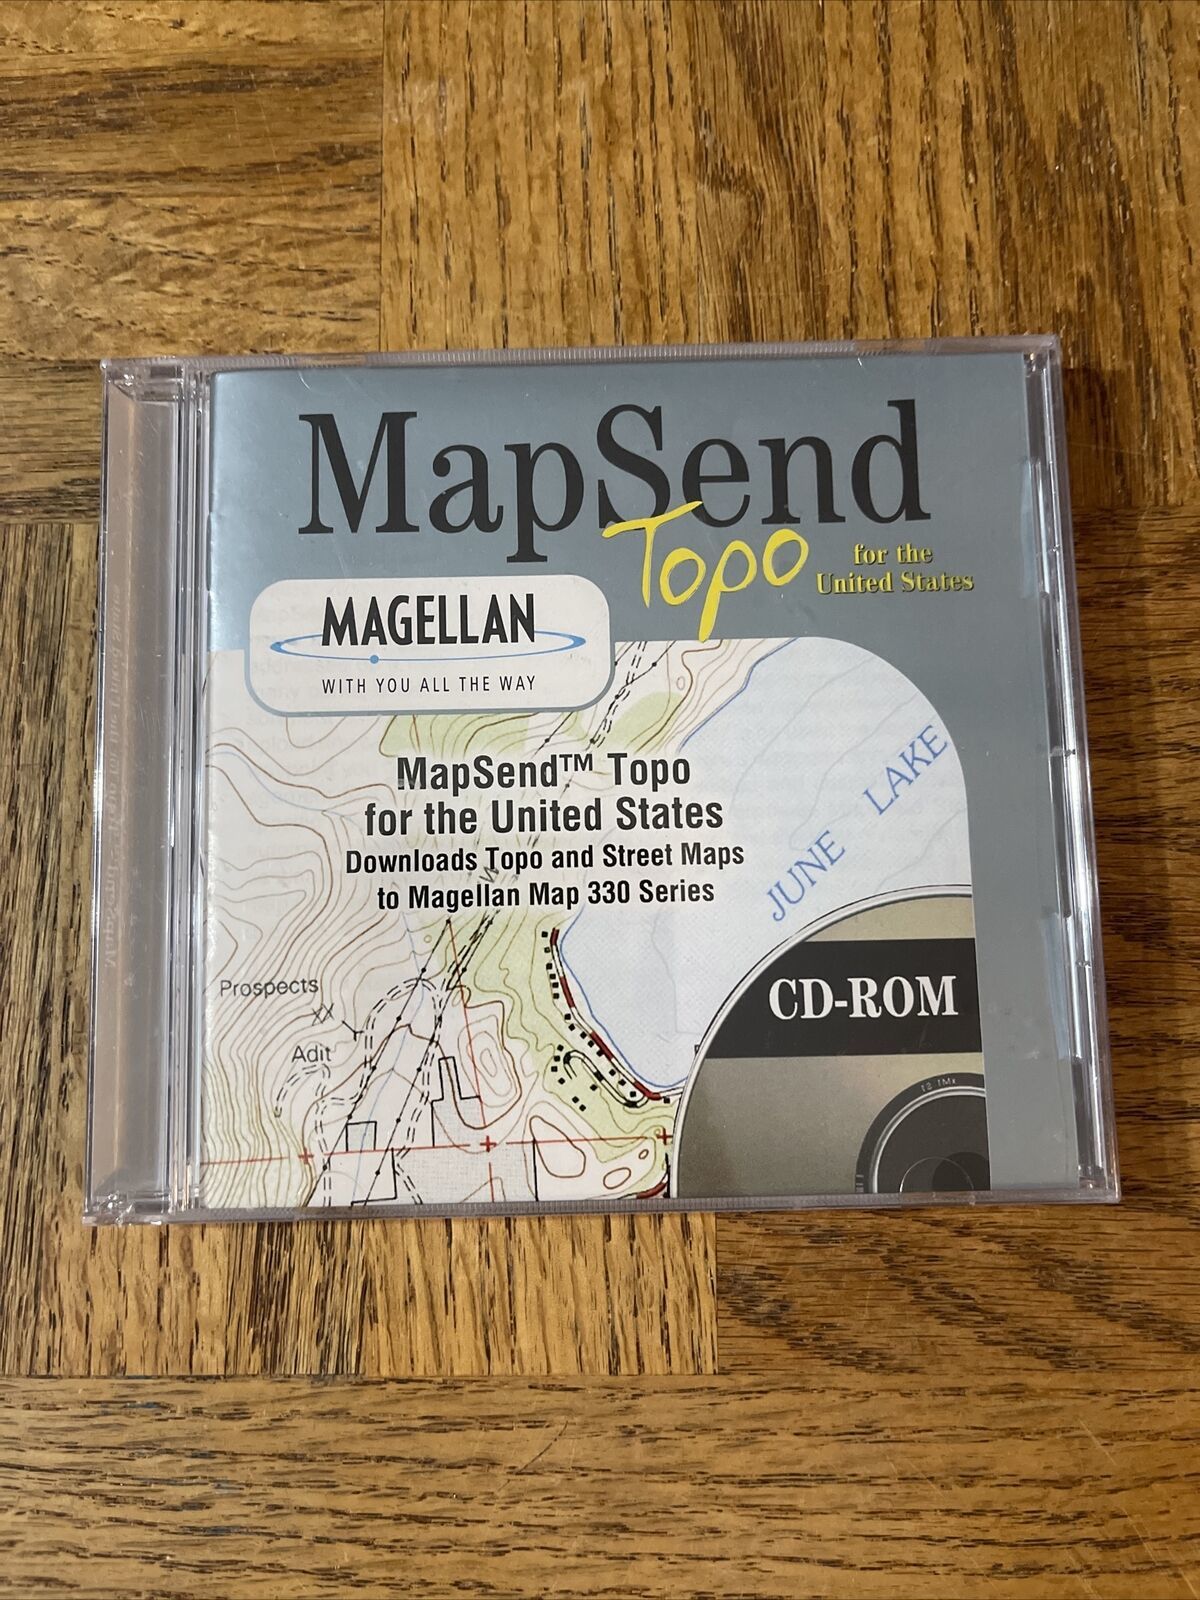 MapSend
Topo
for the
United States
MAGELLAN
WITH YOU ALL THE WAY
MapSend™ Topo
for the United States
Downloads Topo and Street Maps
to Magellan Map 330 Series
JUNE LAKE
Prospects
XX
Adit
CD-ROM